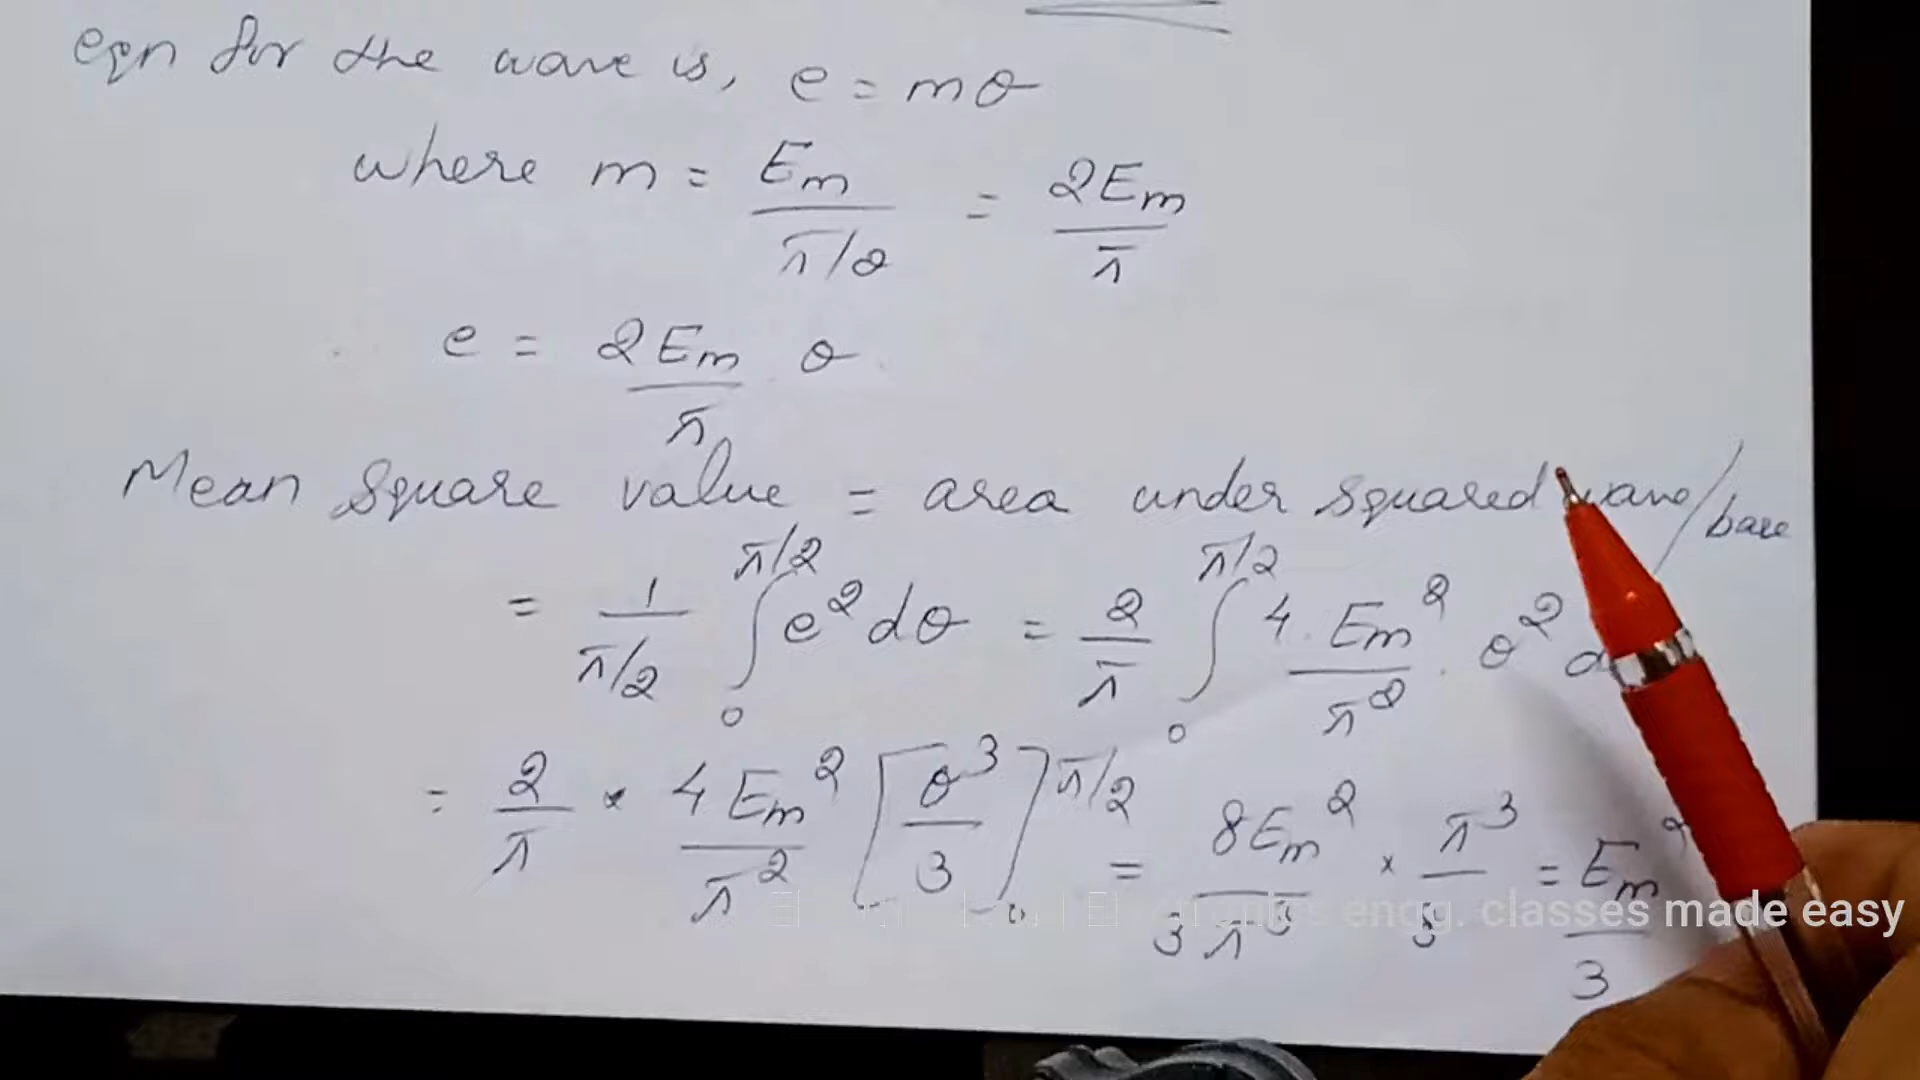 eqn for the wave is, e = mθ
where m = Em / π/2 = 2Em / π
e = 2Em / π θ
Mean square value = area under squared wave / base
= 1 / π/2 ∫₀^π/2 e² dθ = 2/π ∫₀^π/2 4.Em² / π² . θ² d
= 2/π × 4Em² / π² [θ³ / 3]₀^π/2 = 8Em² / 3π³ × π³ / 8 = Em² / 3
engg. classes made easy